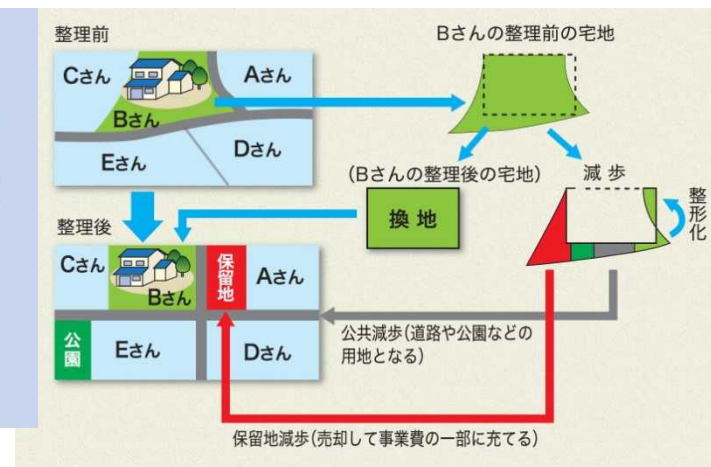 整理前
Cさん
Aさん
Bさん
Eさん
Dさん
Bさんの整理前の宅地
(Bさんの整理後の宅地)
減歩
換地
整形化
整理後
Cさん
Bさん
保留地
Aさん
公園
Eさん
Dさん
公共減歩(道路や公園などの
用地となる)
保留地減歩(売却して事業費の一部に充てる)